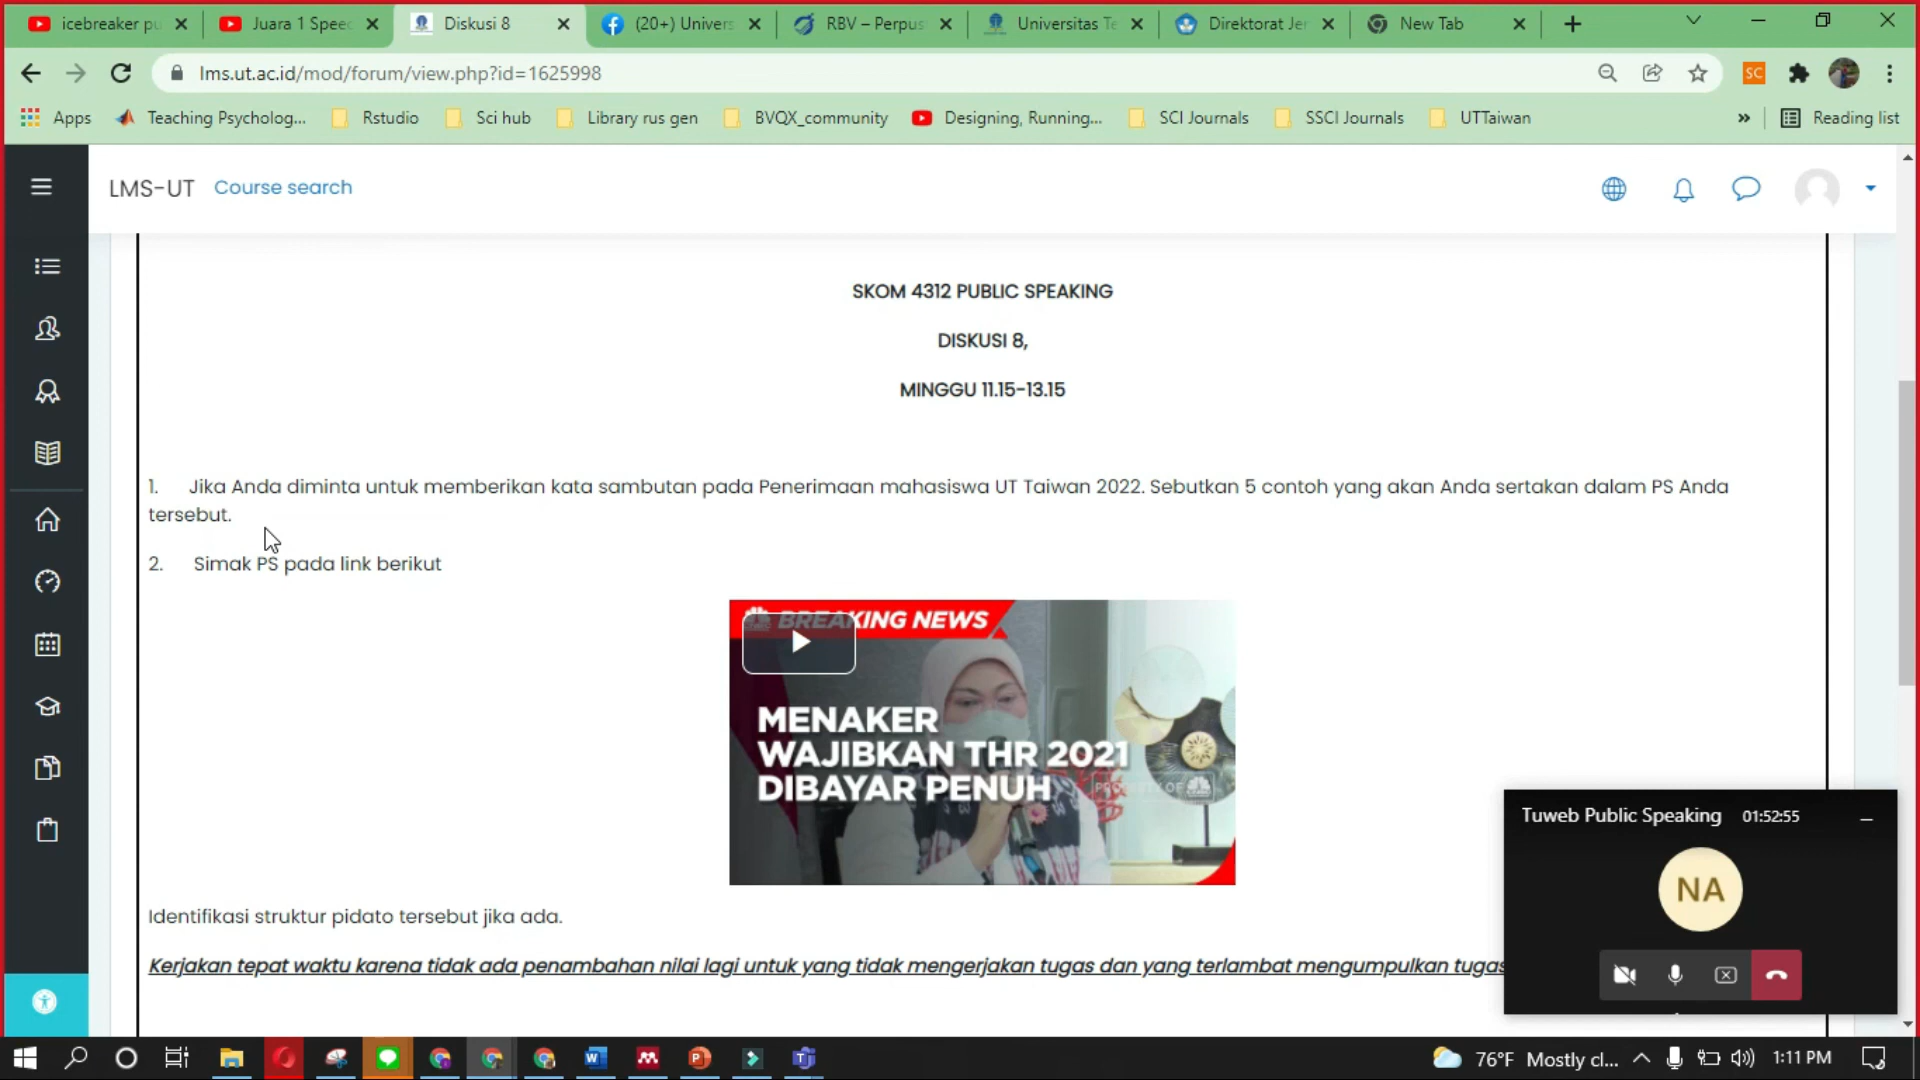 icebreaker pu
Juara 1 Speec
Diskusi 8
(20+) Univers
RBV – Perpus
Universitas Te
Direktorat Jer
New Tab
lms.ut.ac.id/mod/forum/view.php?id=1625998
SC
Apps
Teaching Psycholog...
Rstudio
Sci hub
Library rus gen
BVQX_community
Designing, Running...
SCI Journals
SSCI Journals
UTTaiwan
»
Reading list
LMS-UT
Course search
SKOM 4312 PUBLIC SPEAKING
DISKUSI 8,
MINGGU 11.15-13.15
1. Jika Anda diminta untuk memberikan kata sambutan pada Penerimaan mahasiswa UT Taiwan 2022. Sebutkan 5 contoh yang akan Anda sertakan dalam PS Anda
tersebut.
2. Simak PS pada link berikut
BREAKING NEWS
MENAKER
WAJIBKAN THR 2021
DIBAYAR PENUH
PROPERTY OF
Identifikasi struktur pidato tersebut jika ada.
Kerjakan tepat waktu karena tidak ada penambahan nilai lagi untuk yang tidak mengerjakan tugas dan yang terlambat mengumpulkan tugas
Tuweb Public Speaking 01:52:55
NA
76°F Mostly cl...
1:11 PM